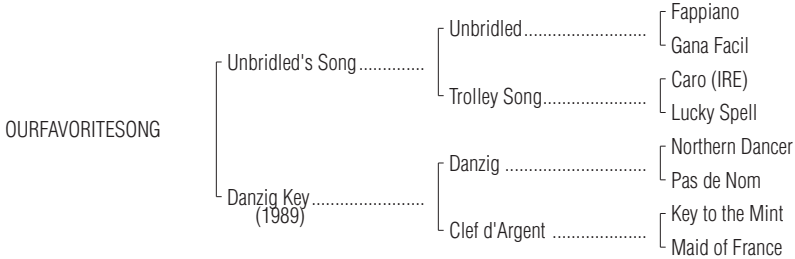 Fappiano
Unbridled..........................
Gana Facil
Unbridled's Song..............
Caro (IRE)
Trolley Song......................
Lucky Spell
OURFAVORITESONG
Northern Dancer
Danzig ..............................
Pas de Nom
Danzig Key........................
(1989)
Key to the Mint
Clef d'Argent ....................
Maid of France